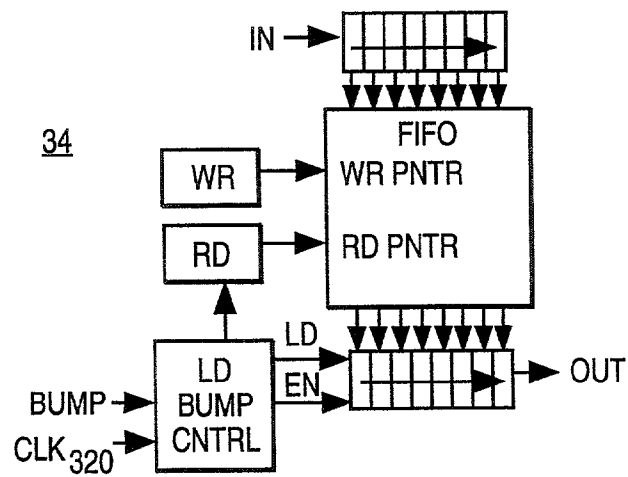 IN
34
FIFO
WR
WR PNTR
RD
RD PNTR
LD
EN
LD
BUMP
CNTRL
BUMP
CLK320
OUT